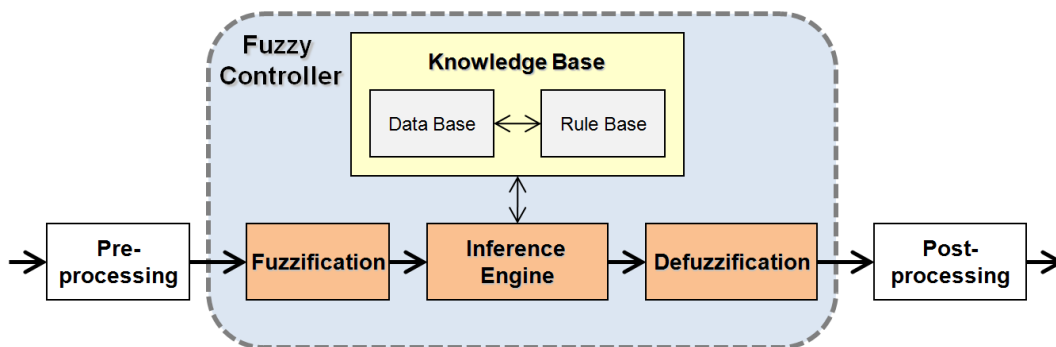 Fuzzy
Controller
Knowledge Base
Data Base
Rule Base
Pre-
processing
Fuzzification
Inference
Engine
Defuzzification
Post-
processing